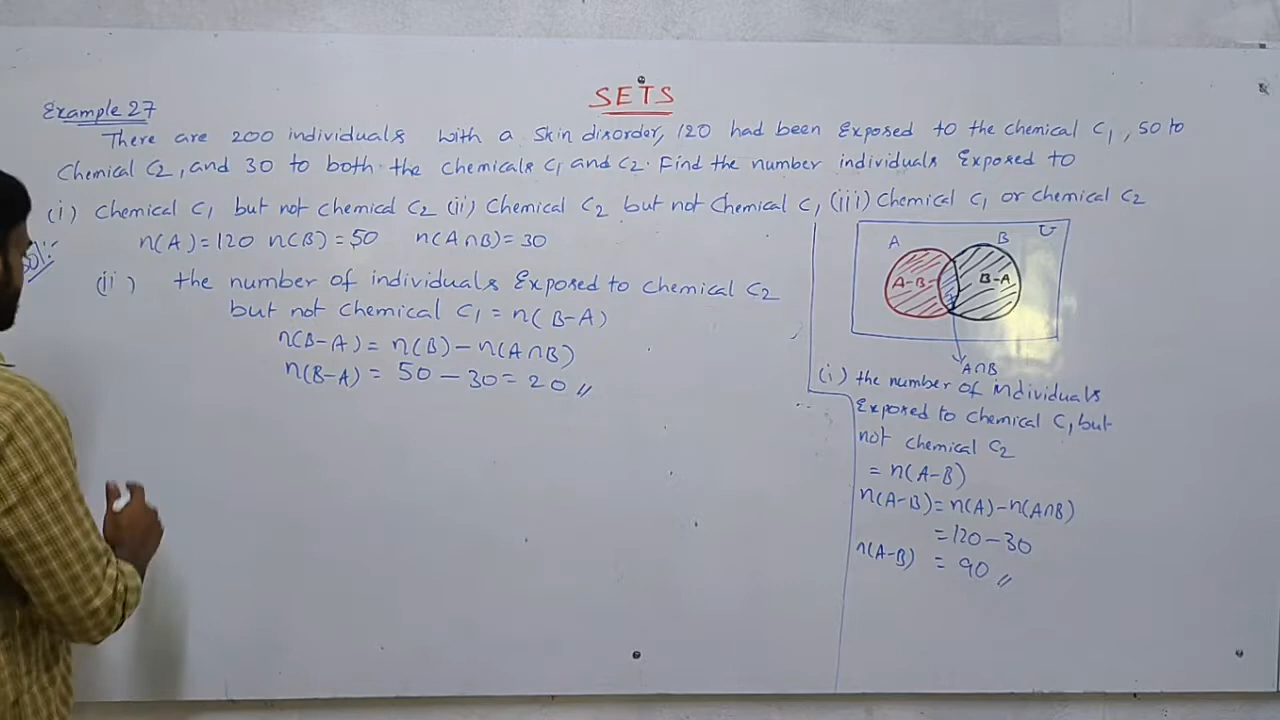 SETS
Example 27
There are 200 individuals with a skin disorder, 120 had been Exposed to the chemical C1, 50 to
Chemical C2, and 30 to both the chemicals C1 and C2. Find the number individuals Exposed to
(i) Chemical C1 but not chemical C2 (ii) Chemical C2 but not Chemical C1 (iii) Chemical C1 or Chemical C2
Sol:
n(A)=120 n(B)=50 n(A∩B)=30
(ii) the number of individuals Exposed to chemical C2
but not chemical C1 = n(B-A)
n(B-A) = n(B)-n(A∩B)
n(B-A) = 50-30=20//
U
A B
A-B B-A
A∩B
(i) the number of individuals
Exposed to chemical C1 but
not chemical C2
= n(A-B)
n(A-B)=n(A)-n(A∩B)
=120-30
n(A-B) = 90//